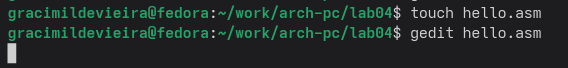 gracimildevieira@fedora:~/work/arch-pc/lab04$ touch hello.asm
gracimildevieira@fedora:~/work/arch-pc/lab04$ gedit hello.asm